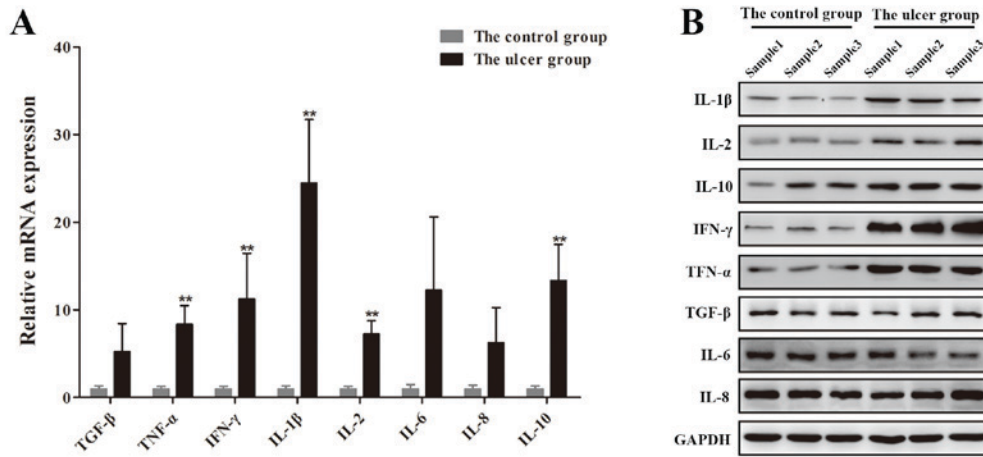 A
Relative mRNA expression
40
30
20
10
0
The control group
The ulcer group
**
**
**
**
**
TGF-β
TNF-α
IFN-γ
IL-1β
IL-2
IL-6
IL-8
IL-10
B
The control group The ulcer group
Sample1 Sample2 Sample3 Sample1 Sample2 Sample3
IL-1β
IL-2
IL-10
IFN-γ
TFN-α
TGF-β
IL-6
IL-8
GAPDH